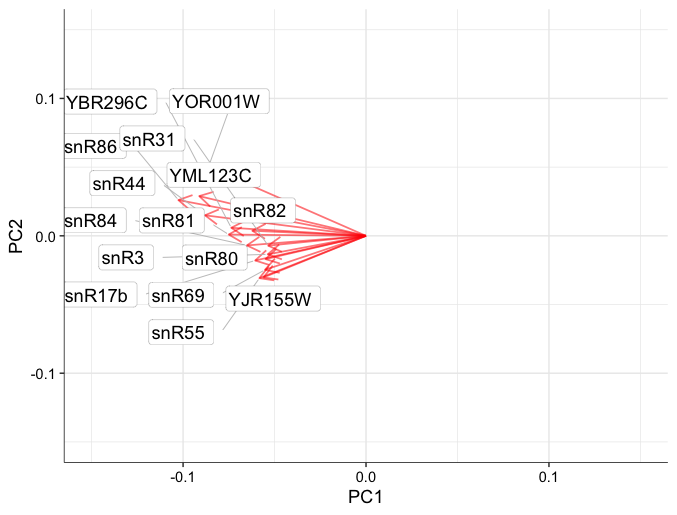 YBR296C
YOR001W
snR86
snR31
YML123C
snR44
snR84
snR81
snR82
snR3
snR80
snR17b
snR69
YJR155W
snR55
0.1
0.0
-0.1
PC2
-0.1
0.0
0.1
PC1